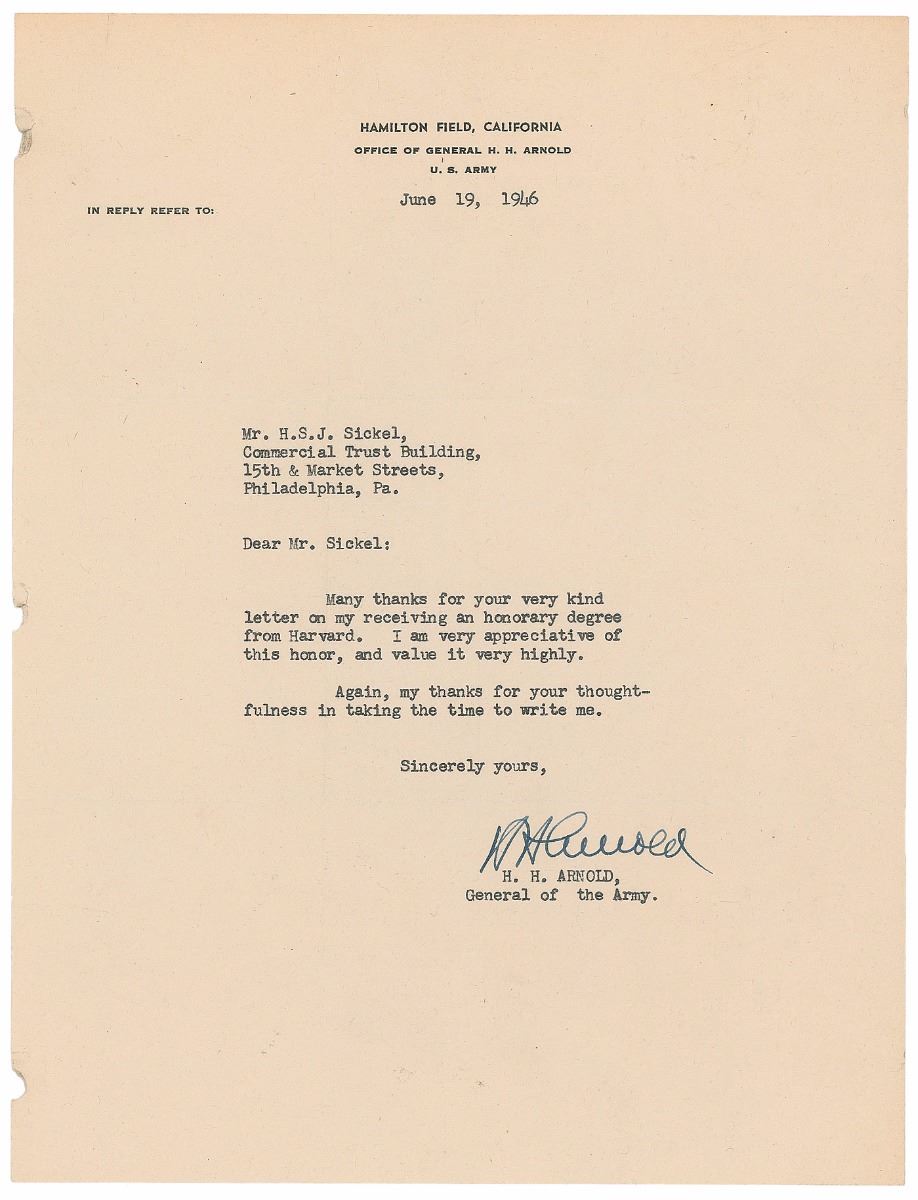 HAMILTON FIELD, CALIFORNIA
OFFICE OF GENERAL H. H. ARNOLD
U. S. ARMY
June 19, 1946
IN REPLY REFER TO:
Mr. H.S.J. Sickel,
Commercial Trust Building,
15th & Market Streets,
Philadelphia, Pa.
Dear Mr. Sickel:
Many thanks for your very kind
letter on my receiving an honorary degree
from Harvard. I am very appreciative of
this honor, and value it very highly.
Again, my thanks for your thought-
fulness in taking the time to write me.
Sincerely yours,
HHArnold
H. H. ARNOLD,
General of the Army.